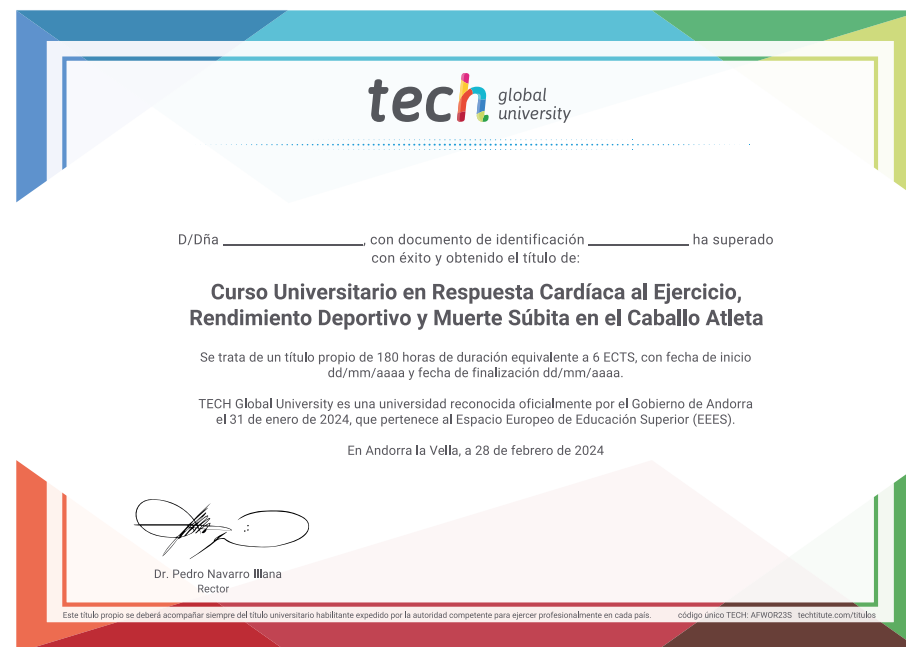 tech global university
D/Dña ____________, con documento de identificación ____________ ha superado
con éxito y obtenido el título de:
Curso Universitario en Respuesta Cardíaca al Ejercicio,
Rendimiento Deportivo y Muerte Súbita en el Caballo Atleta
Se trata de un título propio de 180 horas de duración equivalente a 6 ECTS, con fecha de inicio
dd/mm/aaaa y fecha de finalización dd/mm/aaaa.
TECH Global University es una universidad reconocida oficialmente por el Gobierno de Andorra
el 31 de enero de 2024, que pertenece al Espacio Europeo de Educación Superior (EEES).
En Andorra la Vella, a 28 de febrero de 2024
Dr. Pedro Navarro Illana
Rector
Este título propio se deberá acompañar siempre del título universitario habilitante expedido por la autoridad competente para ejercer profesionalmente en cada país. código único TECH: AFWOR23S techtitute.com/titulos